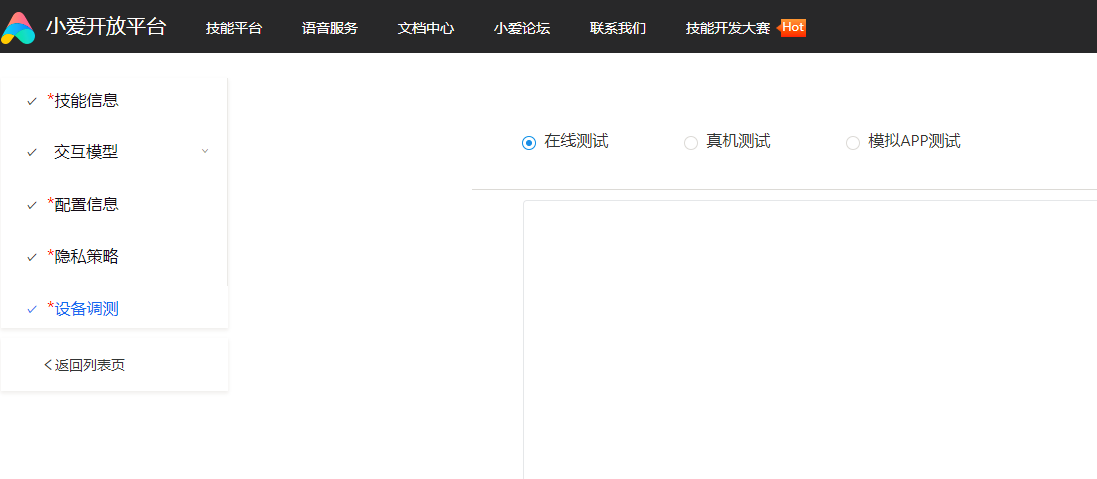 小爱开放平台 技能平台 语音服务 文档中心 小爱论坛 联系我们 技能开发大赛 Hot
*技能信息
交互模型
*配置信息
*隐私策略
*设备调测
返回列表页
在线测试 真机测试 模拟APP测试